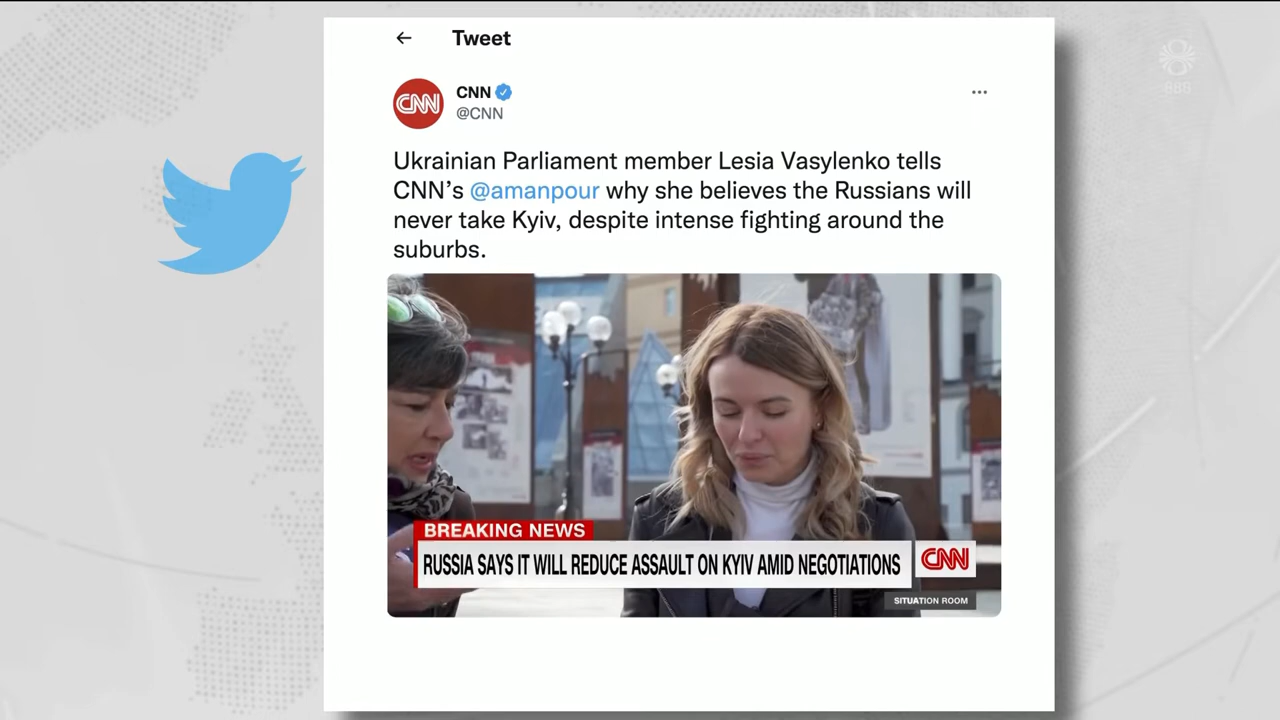 Tweet
CNN
CNN
@CNN
888
Ukrainian Parliament member Lesia Vasylenko tells
CNN’s @amanpour why she believes the Russians will
never take Kyiv, despite intense fighting around the
suburbs.
BREAKING NEWS
RUSSIA SAYS IT WILL REDUCE ASSAULT ON KYIV AMID NEGOTIATIONS
CNN
SITUATION ROOM